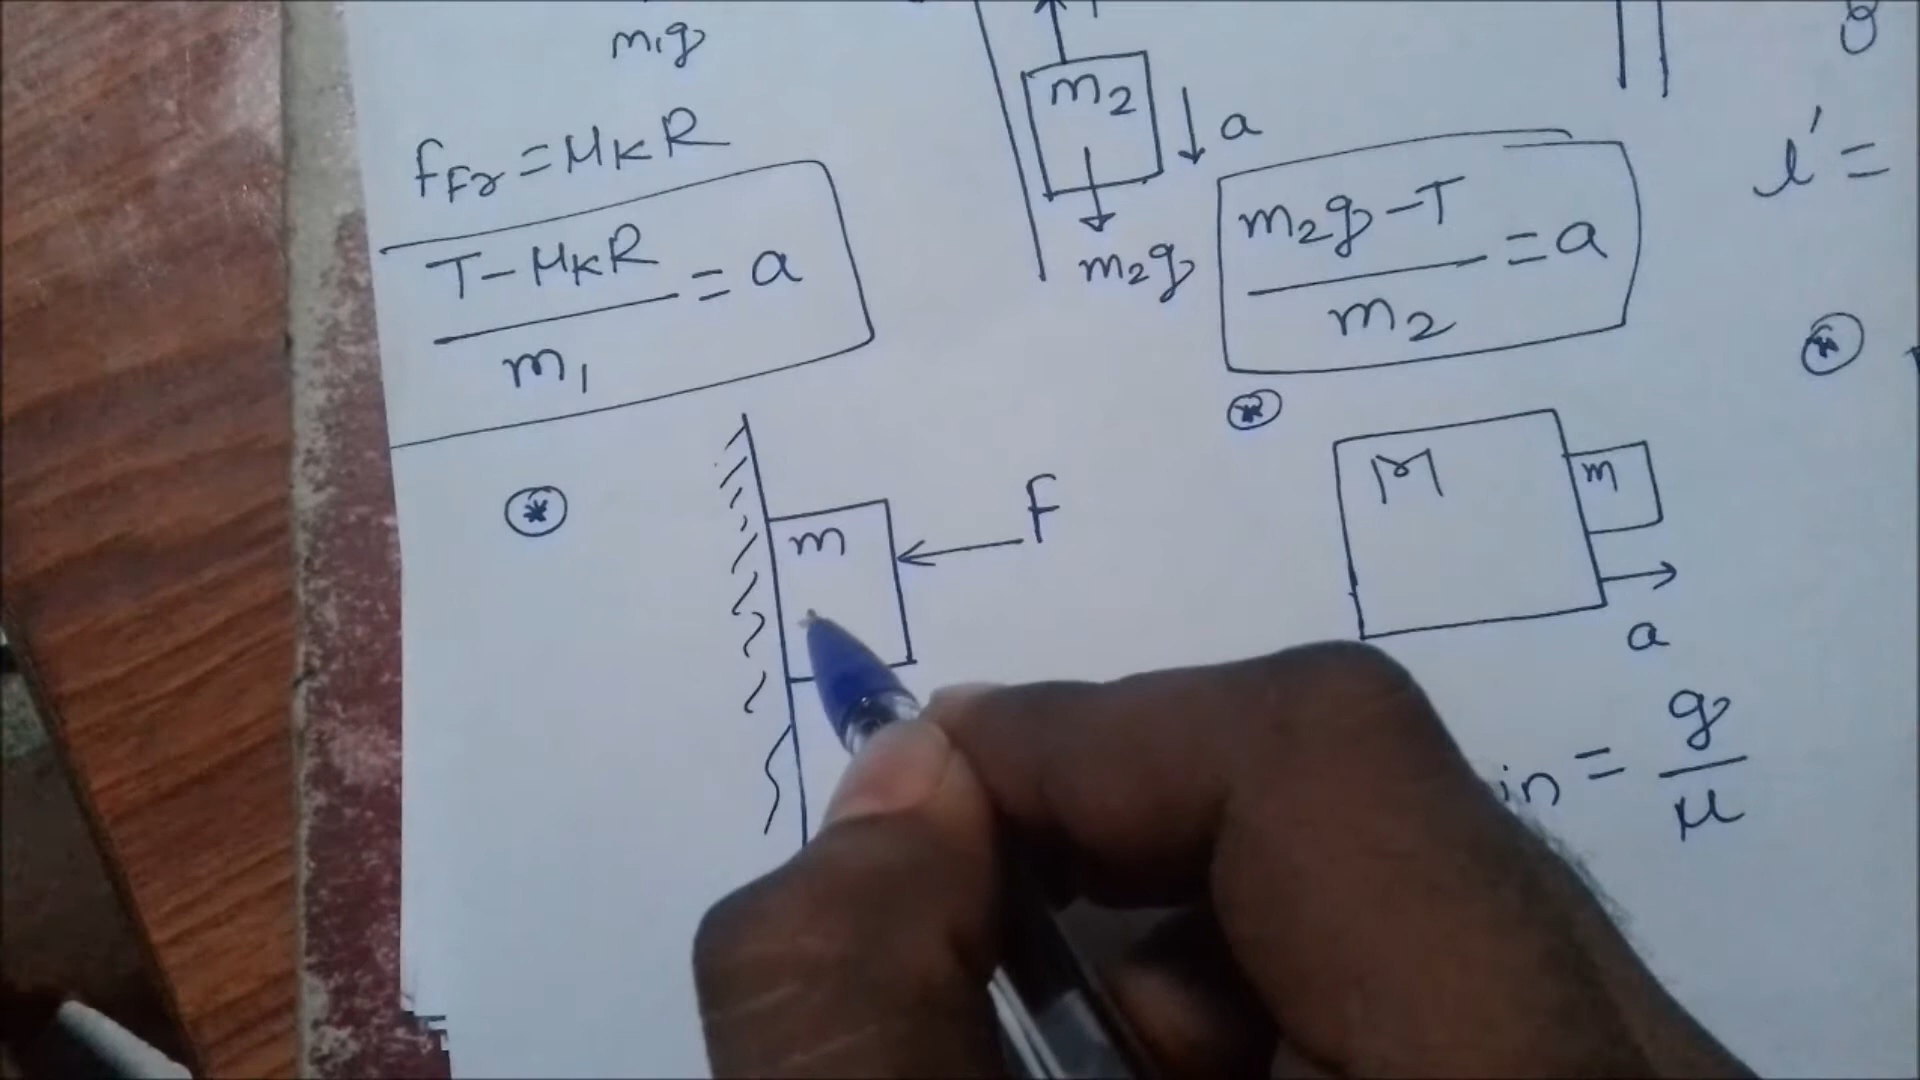 m₁g
f_Fr = μ_K R
T - μ_K R
m₁
= a
m₂
a
m₂g
m₂g - T
m₂
= a
l' =
m
F
M
m
a
in = g
μ